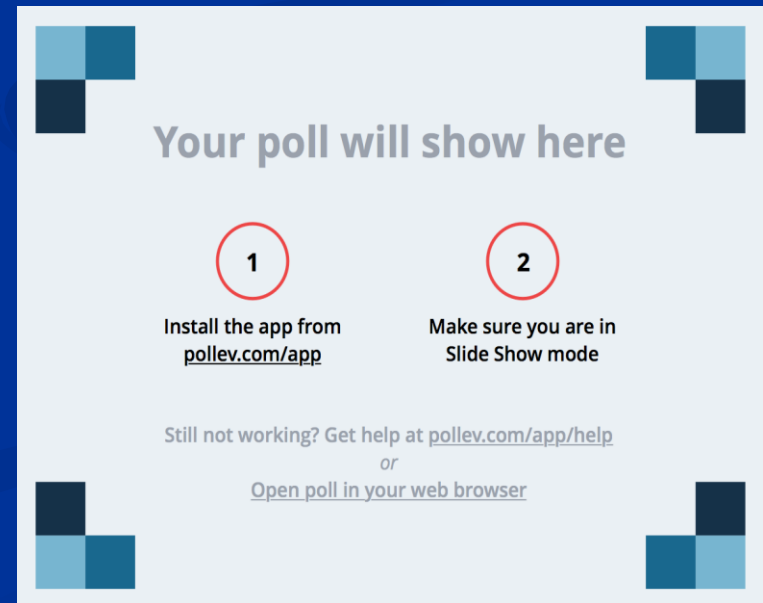 Your poll will show here
1
2
Install the app from
pollev.com/app
Make sure you are in
Slide Show mode
Still not working? Get help at pollev.com/app/help
or
Open poll in your web browser